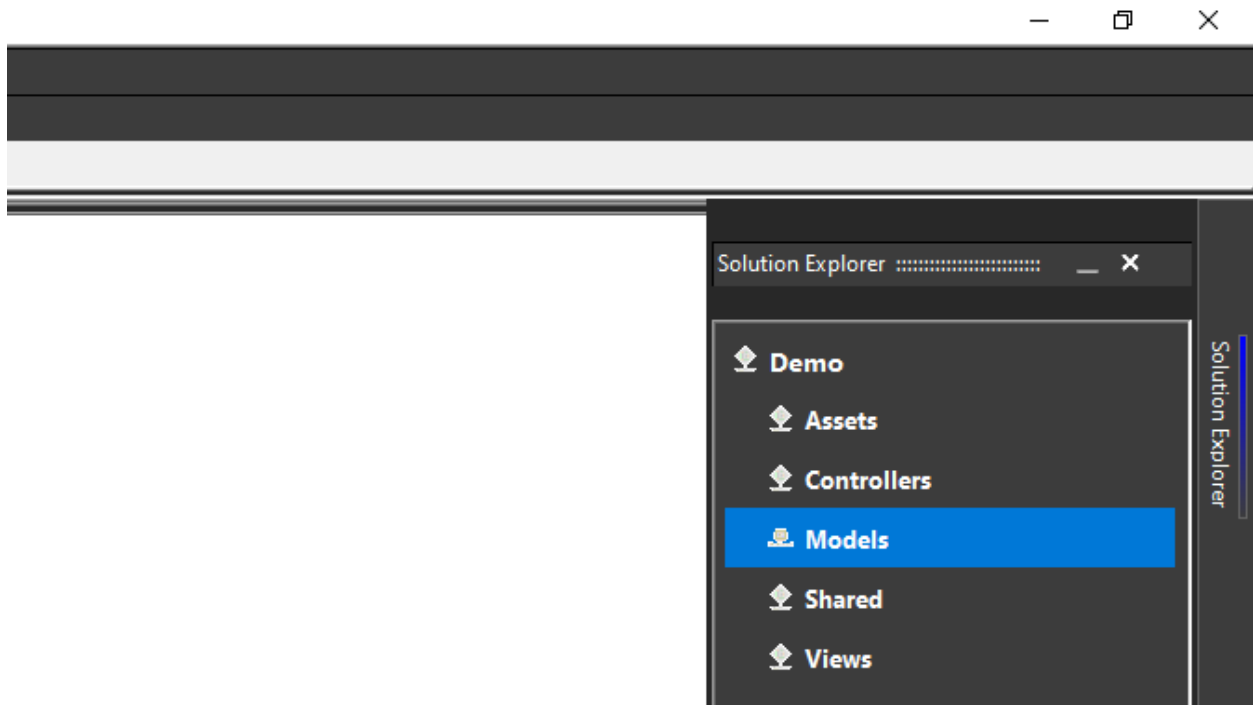 Solution Explorer
Demo
Assets
Controllers
Models
Shared
Views
Solution Explorer